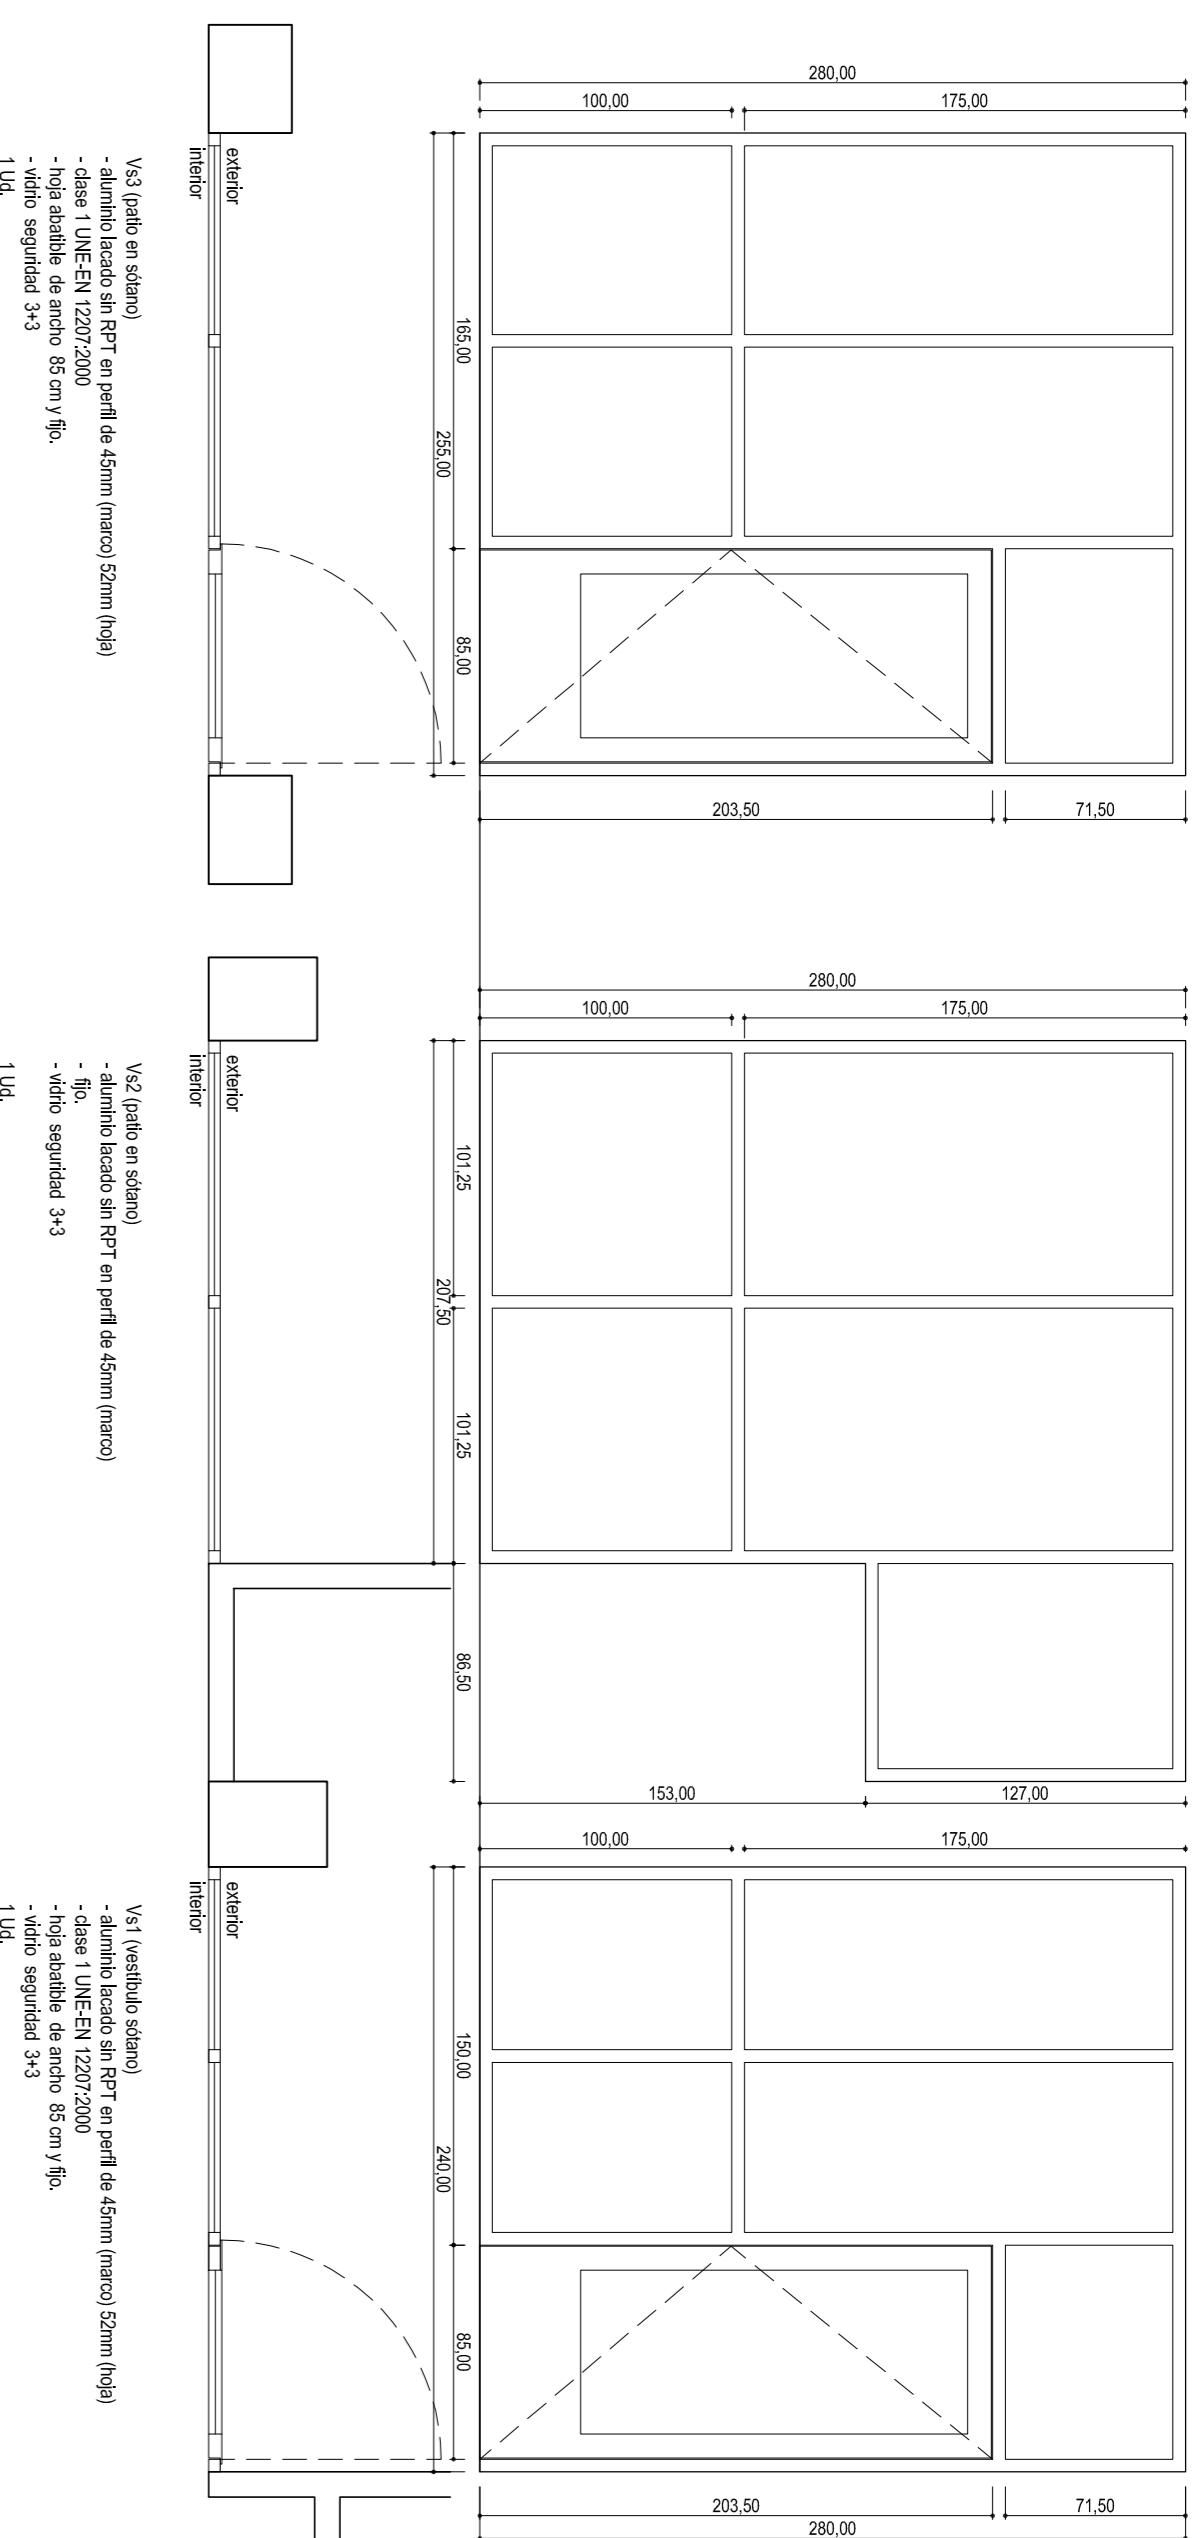 280,00
100,00
175,00
165,00
255,00
85,00
203,50
71,50
exterior
interior
Vs3 (patio en sótano)
- aluminio lacado sin RPT en perfil de 45mm (marco) 52mm (hoja)
- clase 1 UNE-EN 12207:2000
- hoja abatible de ancho 85 cm y fijo.
- vidrio seguridad 3+3
1 Ud.
280,00
100,00
175,00
101,25
207,50
101,25
86,50
153,00
127,00
exterior
interior
Vs2 (patio en sótano)
- aluminio lacado sin RPT en perfil de 45mm (marco)
- fijo.
- vidrio seguridad 3+3
1 Ud.
100,00
175,00
150,00
240,00
85,00
203,50
71,50
280,00
exterior
interior
Vs1 (vestíbulo sótano)
- aluminio lacado sin RPT en perfil de 45mm (marco) 52mm (hoja)
- clase 1 UNE-EN 12207:2000
- hoja abatible de ancho 85 cm y fijo.
- vidrio seguridad 3+3
1 Ud.